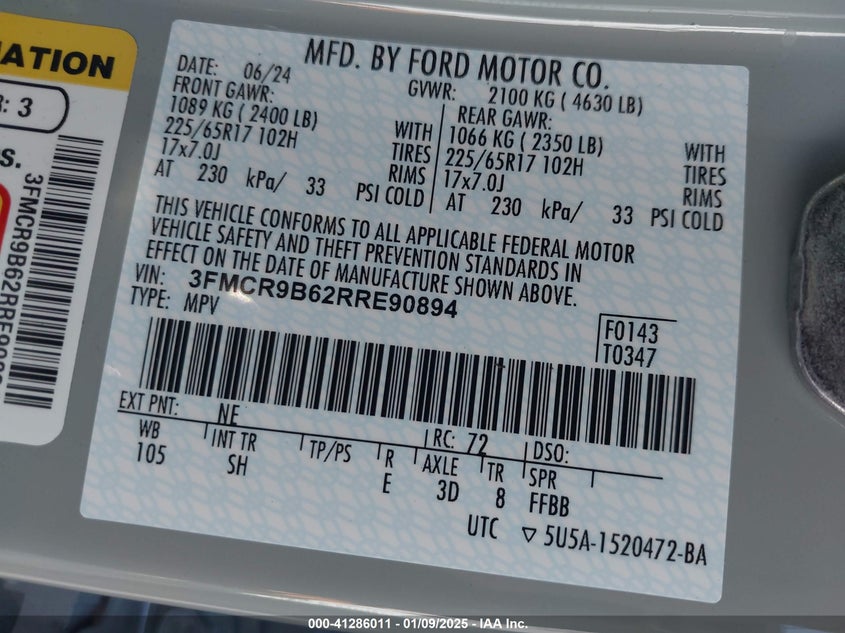 NATION
R: 3
S.
3FMCR9B62RRE908
MFD. BY FORD MOTOR CO.
DATE: 06/24 GVWR: 2100 KG ( 4630 LB)
FRONT GAWR: REAR GAWR:
1089 KG ( 2400 LB) WITH 1066 KG ( 2350 LB) WITH
225/65R17 102H TIRES 225/65R17 102H TIRES
17x7.0J RIMS 17x7.0J RIMS
AT 230 kPa/ 33 PSI COLD AT 230 kPa/ 33 PSI COLD
THIS VEHICLE CONFORMS TO ALL APPLICABLE FEDERAL MOTOR
VEHICLE SAFETY AND THEFT PREVENTION STANDARDS IN
EFFECT ON THE DATE OF MANUFACTURE SHOWN ABOVE.
VIN: 3FMCR9B62RRE90894
TYPE: MPV
F0143
T0347
EXT PNT: NE RC: 72 DSO:
WB INT TR TP/PS R AXLE TR SPR
105 SH E 3D 8 FFBB
UTC ▽ 5U5A-1520472-BA
000-41286011 - 01/09/2025 - IAA Inc.